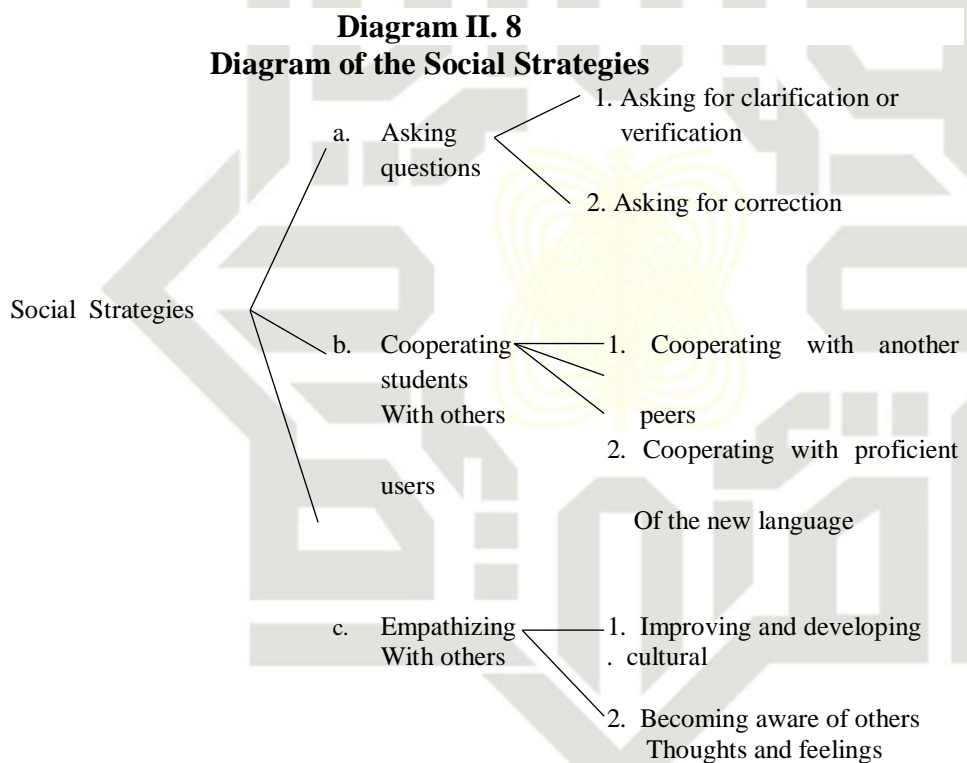 Diagram II. 8
Diagram of the Social Strategies
1. Asking for clarification or
verification
a. Asking
questions
2. Asking for correction
Social Strategies
b. Cooperating
students
With others
users
1. Cooperating with another
peers
2. Cooperating with proficient
Of the new language
c. Empathizing
With others
1. Improving and developing
. cultural
2. Becoming aware of others
Thoughts and feelings